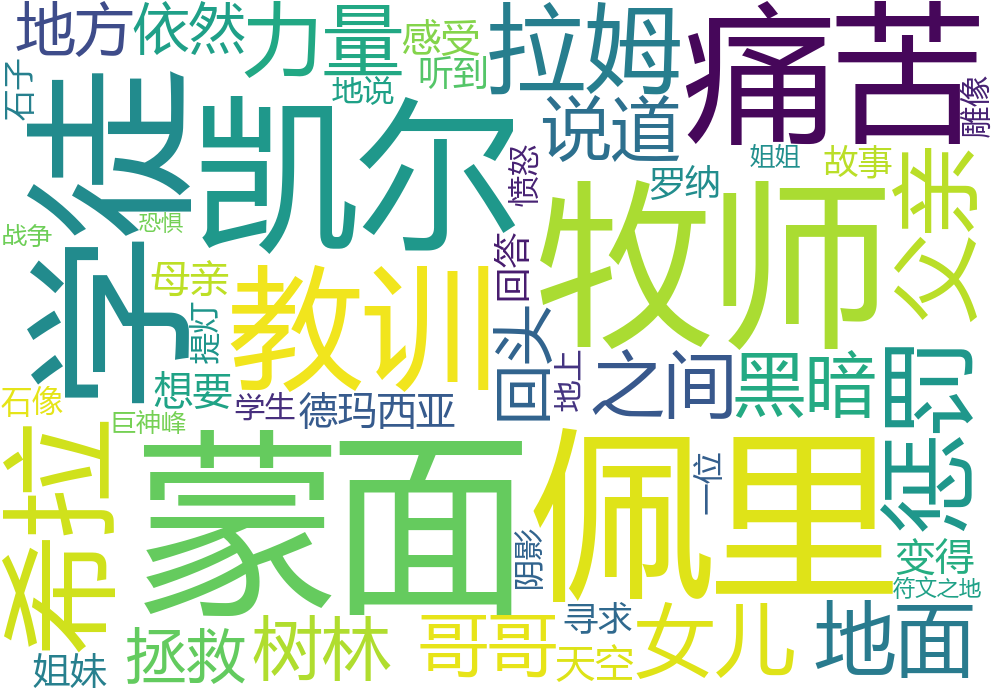 地方
依然
力量
感受
听到
地说
拉姆
痛苦
石子
学徒
凯尔
说道
愤怒
罗纳
姐姐
故事
雕像
战争
恐惧
母亲
提灯
教训
回答
牧师
父亲
想要
回头
地上
之间
黑暗
惩罚
石像
巨神峰
学生
德玛西亚
希拉
蒙面
佩里
一位
阴影
变得
符文之地
姐妹
拯救
树林
哥哥
寻求
天空
女儿
地面